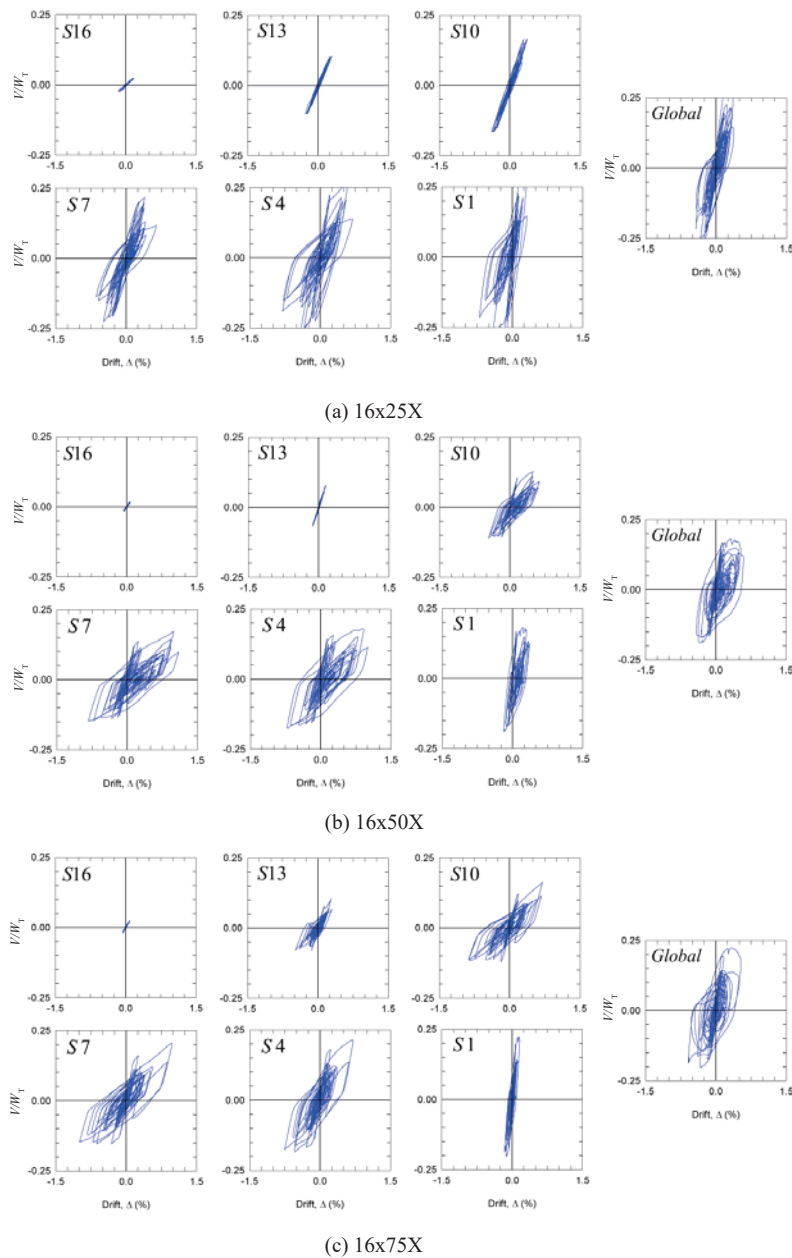 0.25 S16 0.25 S13 0.25 S10
V/W_T 0.00 0.00 0.00
-0.25 -0.25 -0.25
-1.5 0.0 1.5 -1.5 0.0 1.5 -1.5 0.0 1.5
0.25 S7 0.25 S4 0.25 S1
V/W_T 0.00 0.00 0.00
-0.25 -0.25 -0.25
-1.5 0.0 1.5 -1.5 0.0 1.5 -1.5 0.0 1.5
Drift, Δ (%) Drift, Δ (%) Drift, Δ (%)
0.25 Global
V/W_T 0.00
-0.25
-1.5 0.0 1.5
Drift, Δ (%)
(a) 16x25X
0.25 S16 0.25 S13 0.25 S10
V/W_T 0.00 0.00 0.00
-0.25 -0.25 -0.25
-1.5 0.0 1.5 -1.5 0.0 1.5 -1.5 0.0 1.5
0.25 S7 0.25 S4 0.25 S1
V/W_T 0.00 0.00 0.00
-0.25 -0.25 -0.25
-1.5 0.0 1.5 -1.5 0.0 1.5 -1.5 0.0 1.5
Drift, Δ (%) Drift, Δ (%) Drift, Δ (%)
0.25 Global
V/W_T 0.00
-0.25
-1.5 0.0 1.5
Drift, Δ (%)
(b) 16x50X
0.25 S16 0.25 S13 0.25 S10
V/W_T 0.00 0.00 0.00
-0.25 -0.25 -0.25
-1.5 0.0 1.5 -1.5 0.0 1.5 -1.5 0.0 1.5
0.25 S7 0.25 S4 0.25 S1
V/W_T 0.00 0.00 0.00
-0.25 -0.25 -0.25
-1.5 0.0 1.5 -1.5 0.0 1.5 -1.5 0.0 1.5
Drift, Δ (%) Drift, Δ (%) Drift, Δ (%)
0.25 Global
V/W_T 0.00
-0.25
-1.5 0.0 1.5
Drift, Δ (%)
(c) 16x75X